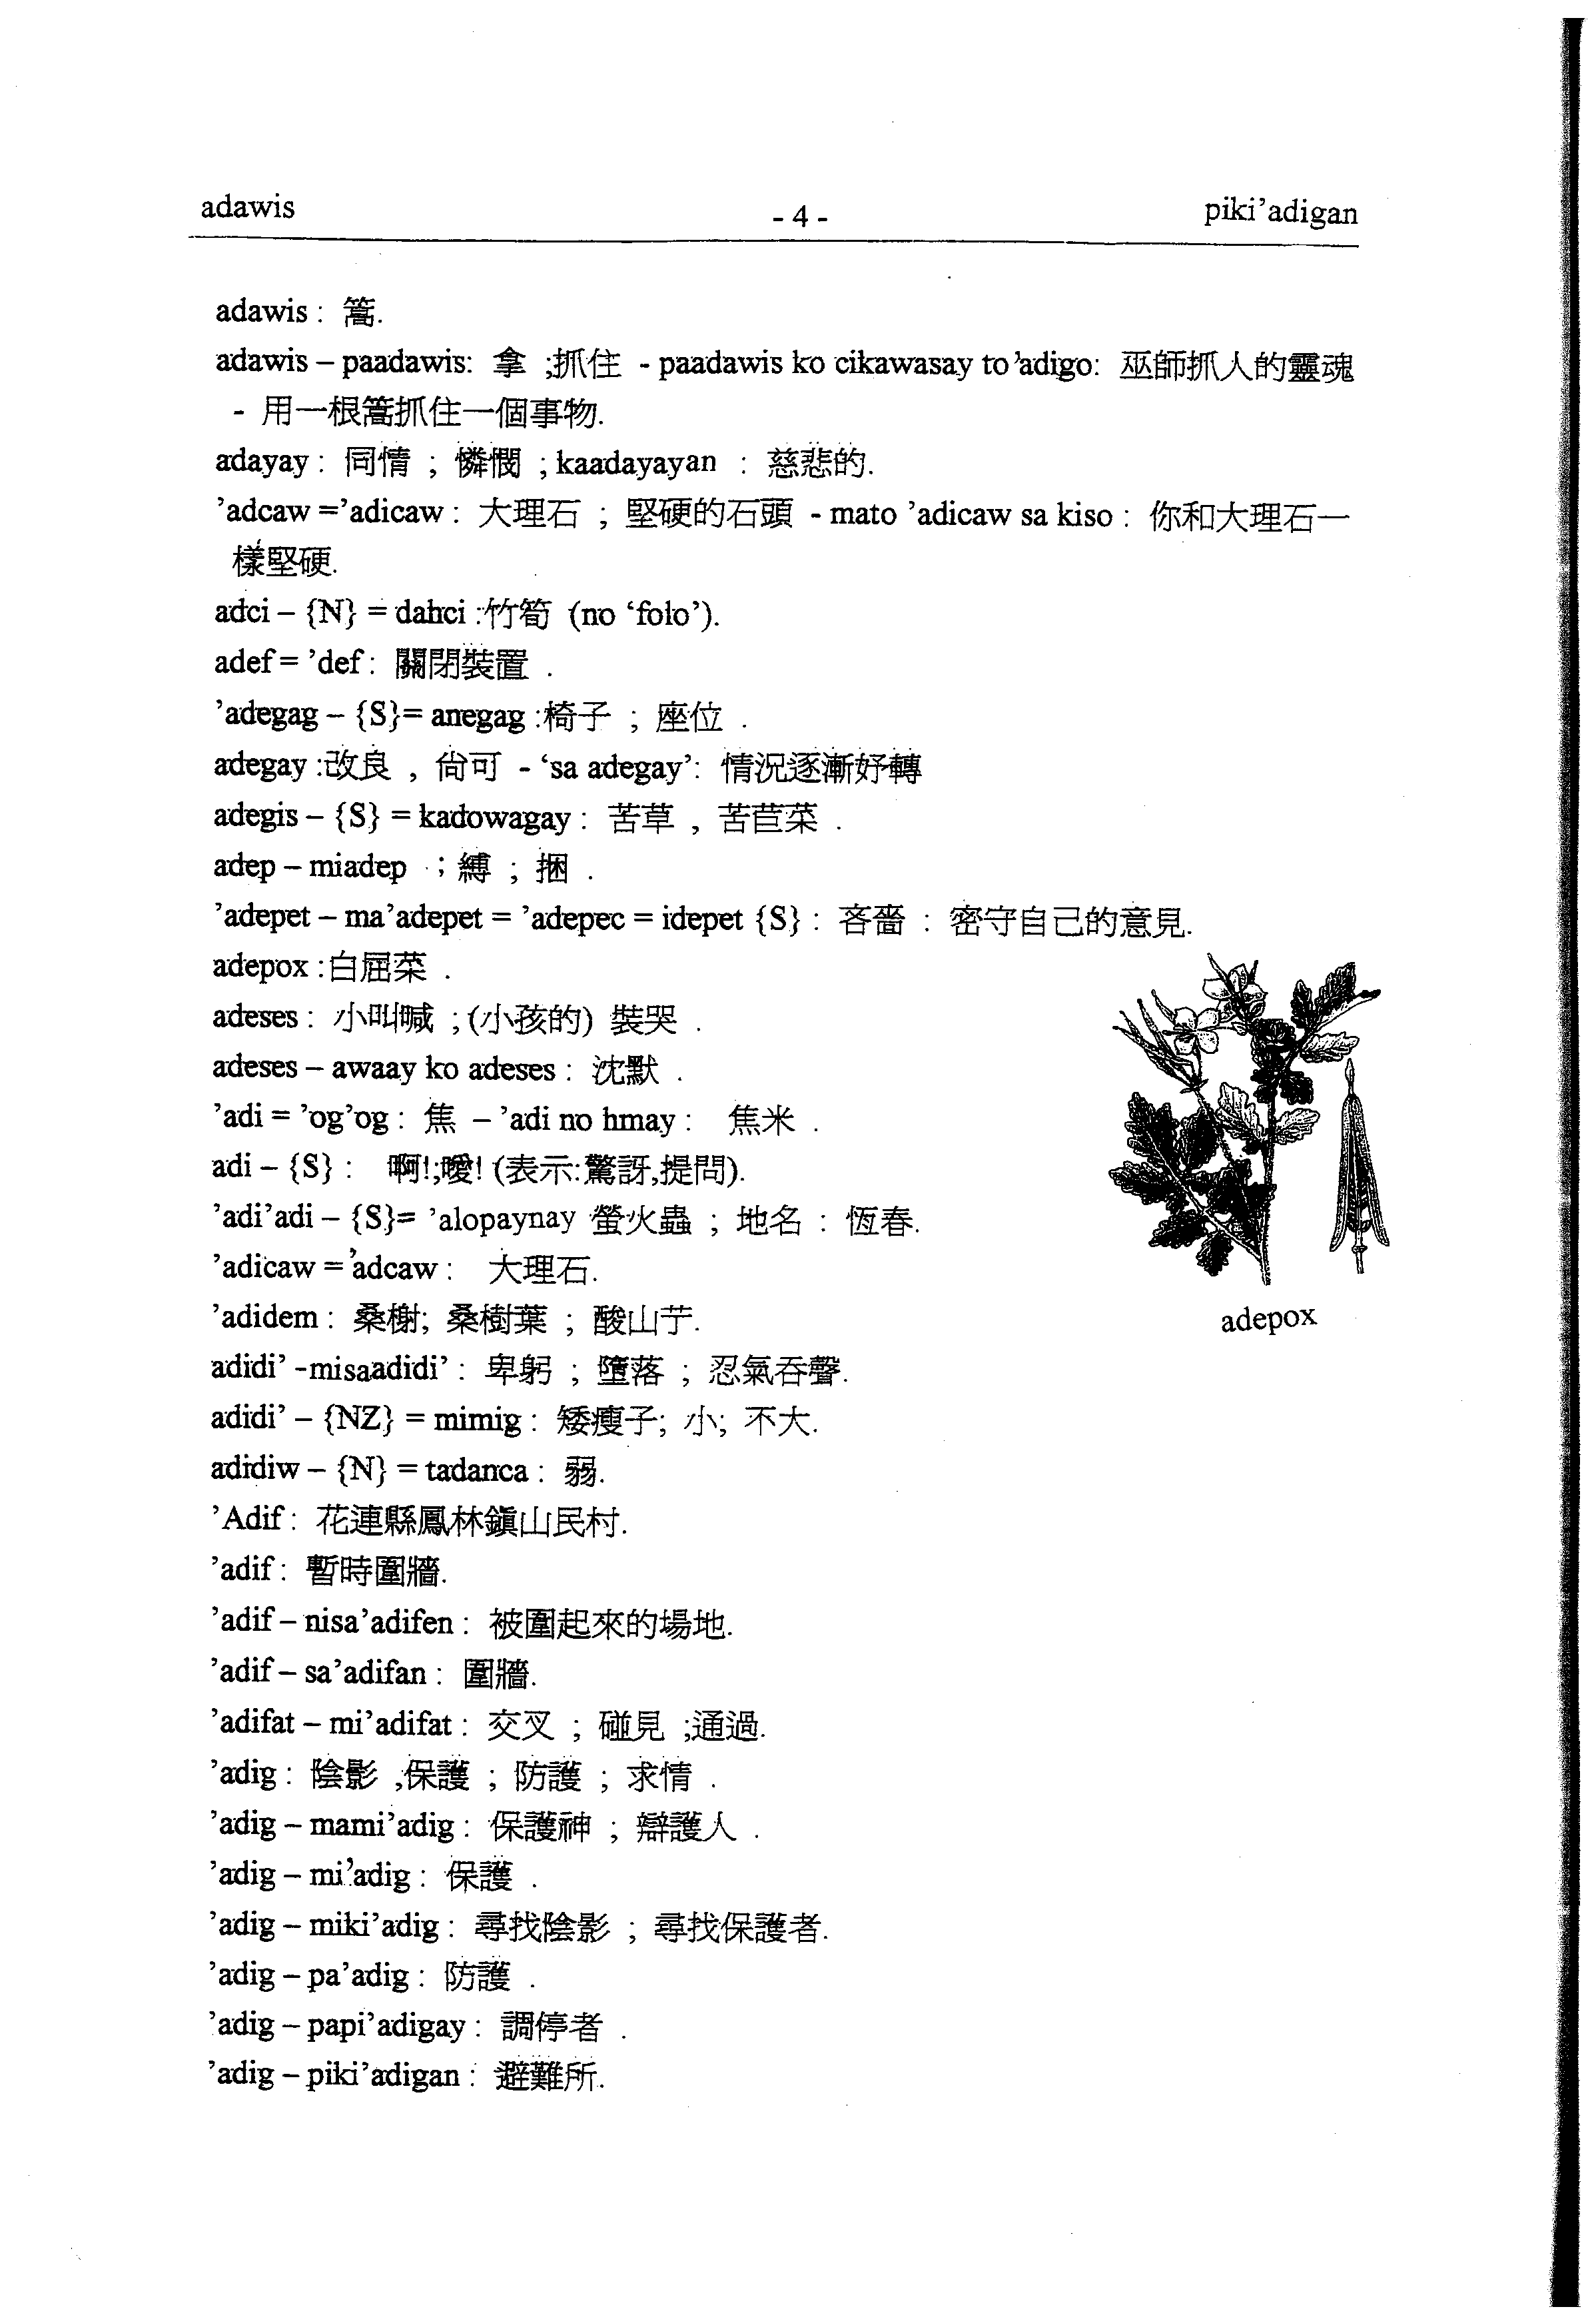 adawis
- 4 -
piki’adigan
adawis : 篙.
adawis – paadawis: 拿 ;抓住 - paadawis ko cikawasay to ’adigo: 巫師抓人的靈魂
- 用一根篙抓住一個事物.
adayay : 同情 ; 憐憫 ; kaadayayan : 慈悲的.
’adcaw =’adicaw : 大理石 ; 堅硬的石頭 - mato ’adicaw sa kiso : 你和大理石一
樣堅硬.
adci – {N} = dahci :竹筍 (no ‘folo’).
adef = ’def : 關閉裝置 .
’adegag – {S}= anegag :椅子 ; 座位 .
adegay :改良 , 尙可 - ‘sa adegay’: 情況逐漸好轉
adegis – {S} = kadowagay : 苦草 , 苦苣菜 .
adep – miadep ; 縛 ; 捆 .
’adepet – ma’adepet = ’adepec = idepet {S} : 吝嗇 : 密守自己的意見.
adepox :白屈菜 .
adeses : 小叫喊 ; (小孩的) 裝哭 .
adeses – awaay ko adeses : 沈默 .
’adi = ’og’og : 焦 – ’adi no hmay : 焦米 .
adi – {S} : 啊!;噯! (表示:驚訝,提問).
’adi’adi – {S}= ’alopaynay 螢火蟲 ; 地名 : 恆春.
’adicaw = ’adcaw : 大理石.
’adidem : 桑榭; 桑樹葉 ; 酸山芋.
adidi’ -misaadidi’ : 卑躬 ; 墮落 ; 忍氣吞聲.
adidi’ – {NZ} = mimig : 矮瘦子; 小; 不大.
adidiw – {N} = tadanca : 弱.
’Adif : 花連縣鳳林鎭山民村.
’adif : 暫時圍牆.
’adif – nisa’adifen : 被圍起來的場地.
’adif – sa’adifan : 圍牆.
’adifat – mi’adifat : 交叉 ; 碰見 ;通過.
’adig : 陰影 ,保護 ; 防護 ; 求情 .
’adig – mami’adig : 保護神 ; 辯護人 .
’adig – mi’adig : 保護 .
’adig – miki’adig : 尋找陰影 ; 尋找保護者.
’adig – pa’adig : 防護 .
’adig – papi’adigay : 調停者 .
’adig – piki’adigan : 避難所.
adepox